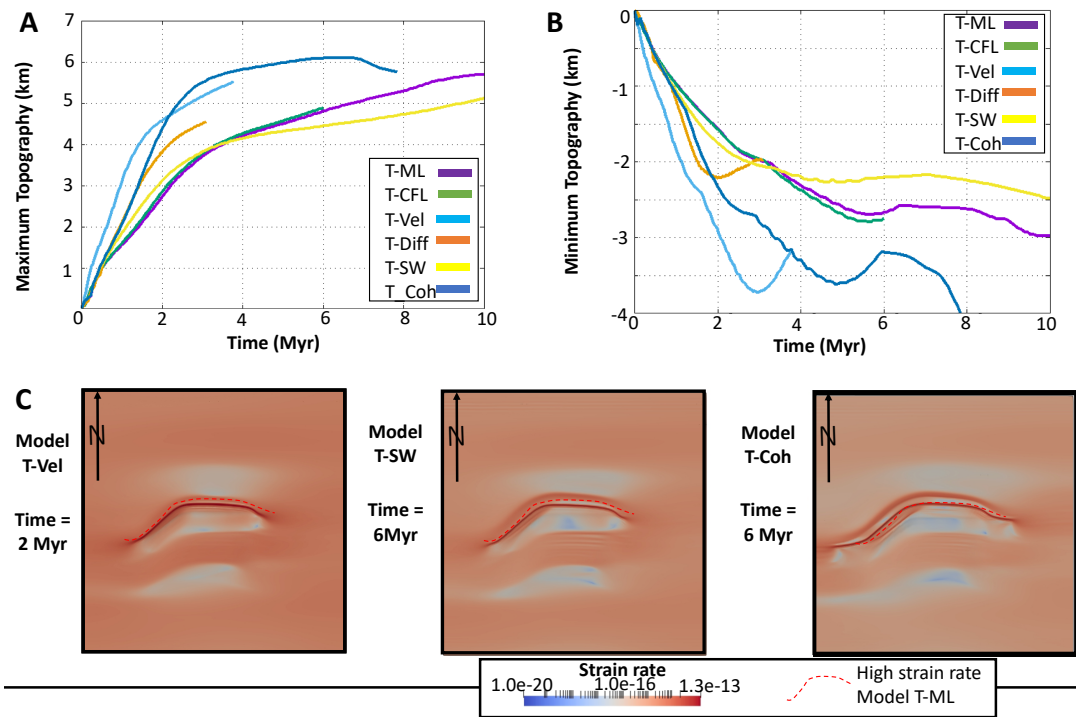 A
Maximum Topography (km)
7
6
5
4
3
2
1
0
2
4
6
8
10
Time (Myr)
T-ML
T-CFL
T-Vel
T-Diff
T-SW
T_Coh
B
Minimum Topography (km)
0
-1
-2
-3
-4
0
2
4
6
8
10
Time (Myr)
T-ML
T-CFL
T-Vel
T-Diff
T-SW
T-Coh
C
Model
T-Vel
Time =
2 Myr
N
Model
T-SW
Time =
6Myr
N
Model
T-Coh
Time =
6 Myr
N
Strain rate
1.0e-20
1.0e-16
1.3e-13
High strain rate
Model T-ML